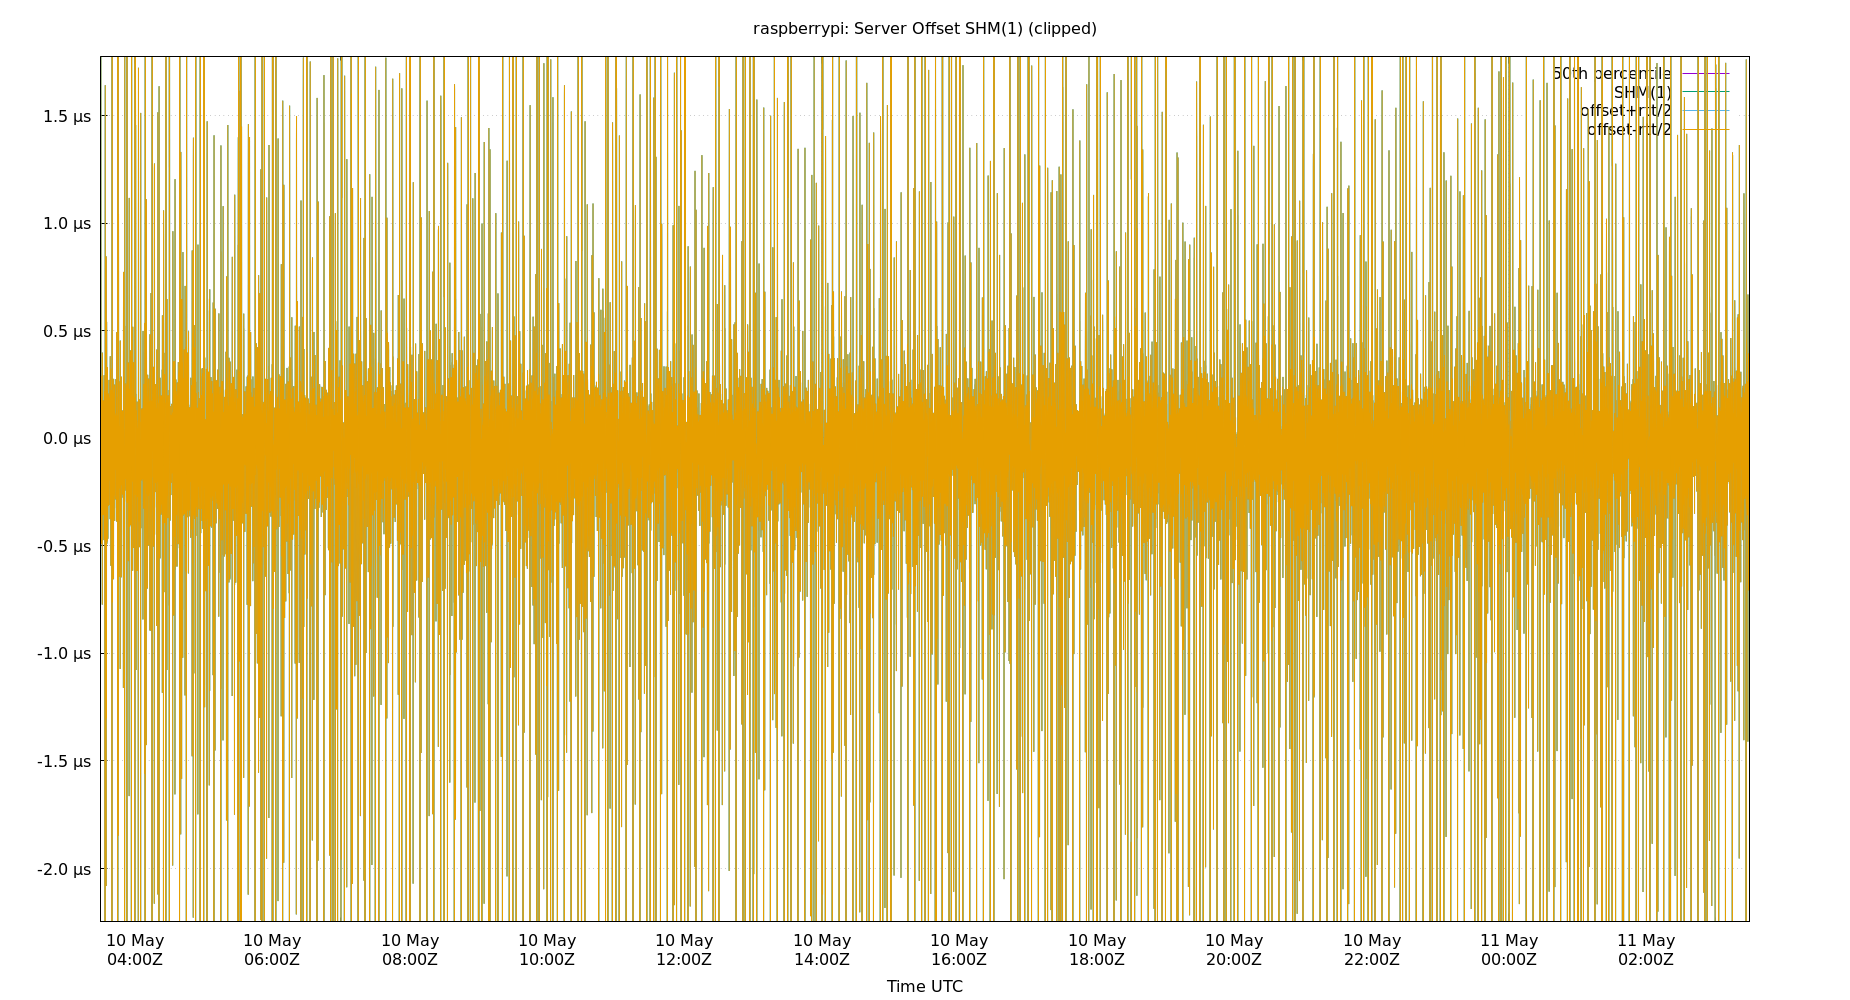 raspberrypi: Server Offset SHM(1) (clipped)
50th percentile
SHM(1)
offset+rtt/2
offset-rtt/2
1.5 µs
1.0 µs
0.5 µs
0.0 µs
-0.5 µs
-1.0 µs
-1.5 µs
-2.0 µs
10 May 10 May 10 May 10 May 10 May 10 May 10 May 10 May 10 May 10 May 11 May 11 May
04:00Z 06:00Z 08:00Z 10:00Z 12:00Z 14:00Z 16:00Z 18:00Z 20:00Z 22:00Z 00:00Z 02:00Z
Time UTC